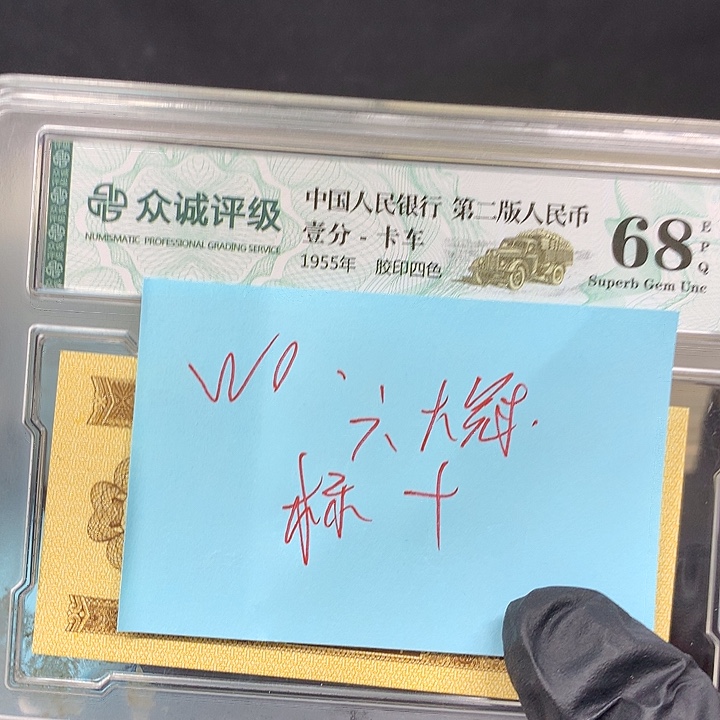 众诚评级
NUMISMATIC PROFESSIONAL GRADING SERVICE
中国人民银行 第二版人民币
壹分 - 卡车
1955年 胶印四色
68 EPQ
Superb Gem Unc
W0.
六大冠.
标十